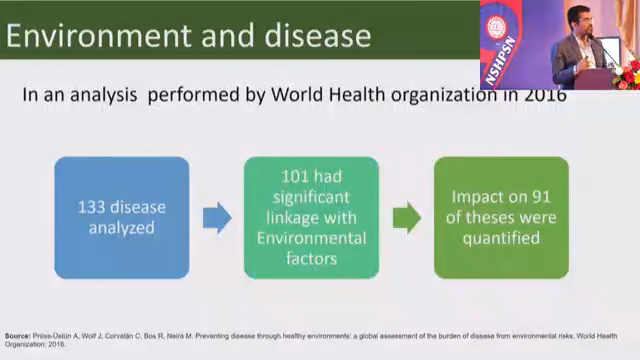 Environment and disease
NSHPSN
In an analysis performed by World Health organization in 2016
133 disease
analyzed
101 had
significant
linkage with
Environmental
factors
Impact on 91
of theses were
quantified
Source: Prüss-Üstün A, Wolf J, Corvalán C, Bos R, Neira M. Preventing disease through healthy environments: a global assessment of the burden of disease from environmental risks. World Health
Organization; 2016.